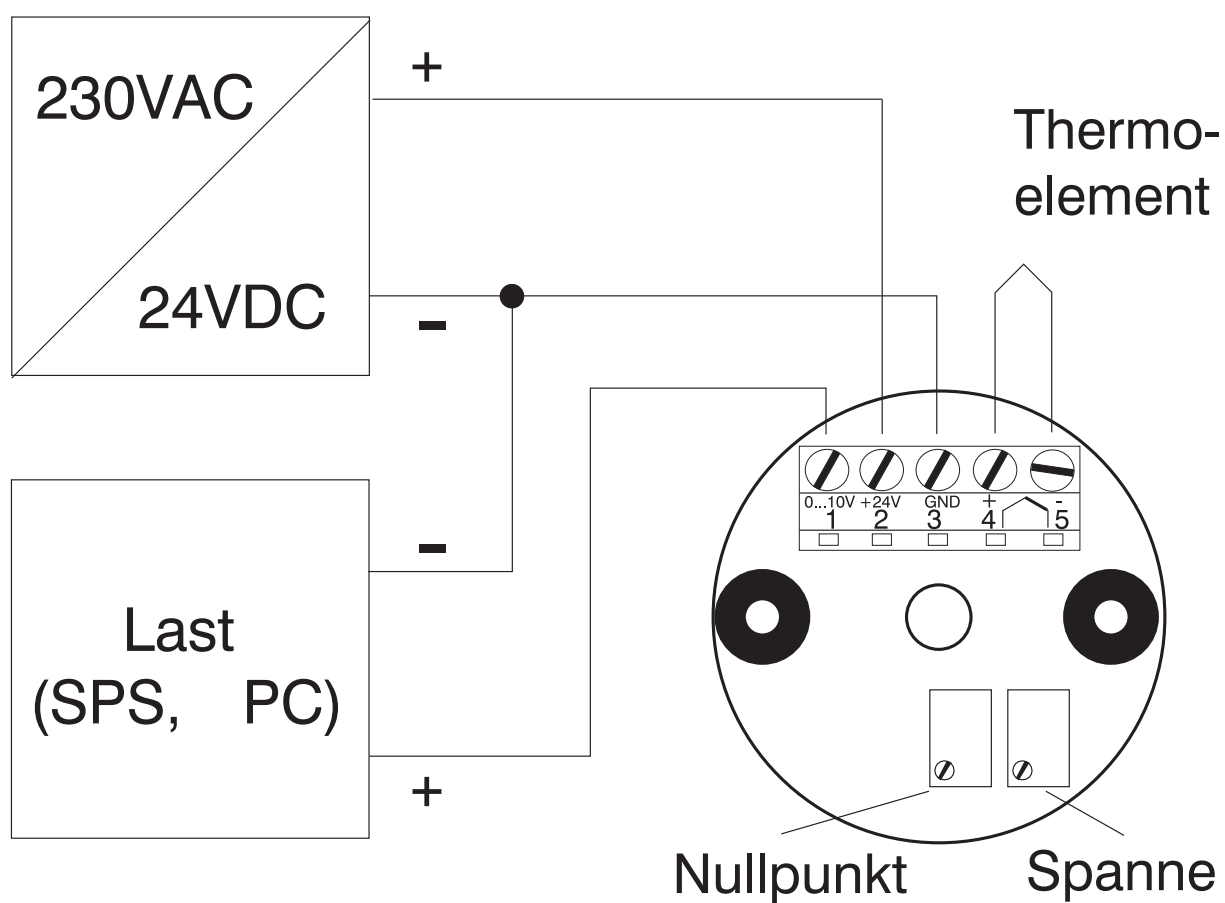 230VAC
+
Thermo-
element
24VDC
-
0...10V +24V GND + -
1 2 3 4 5
-
Last
(SPS, PC)
+
Nullpunkt
Spanne